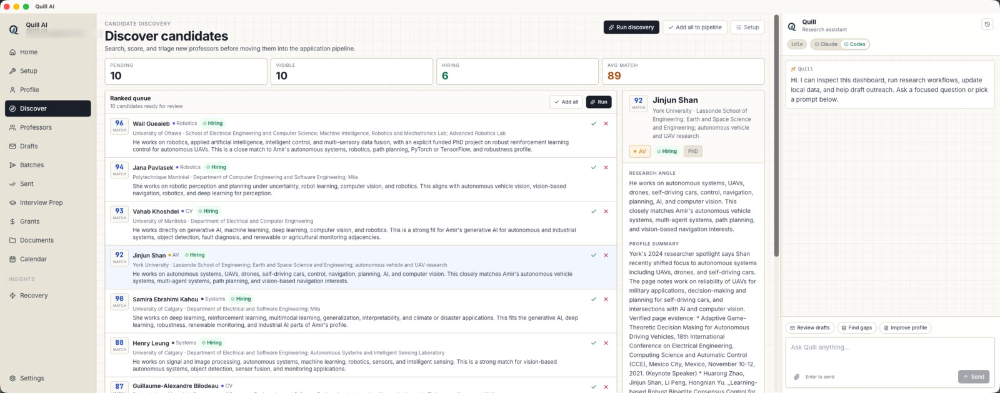 Quill AI
Quill AI
Home
Setup
Profile
Discover
Professors
Drafts
Batches
Sent
Interview Prep
Grants
Documents
Calendar
INSIGHTS
Recovery
Settings
CANDIDATE DISCOVERY
Discover candidates
Search, score, and triage new professors before moving them into the application pipeline.
Run discovery
Add all to pipeline
Setup
PENDING
10
VISIBLE
10
HIRING
6
AVG MATCH
89
Ranked queue
10 candidates ready for review
Add all
Run
96 MATCH
Wail Gueaieb Robotics Hiring
University of Ottawa · School of Electrical Engineering and Computer Science; Machine Intelligence, Robotics and Mechatronics Lab; Advanced Robotics Lab
He works on robotics, applied artificial intelligence, intelligent control, and multi-sensory data fusion, with an explicit funded PhD project on robust reinforcement learning
control for autonomous UAVs. This is a close match to Amir's autonomous systems, robotics, path planning, PyTorch or TensorFlow, and robustness profile.
94 MATCH
Jana Pavlasek Robotics Hiring
Polytechnique Montréal · Department of Computer Engineering and Software Engineering; Mila
She works on robotic perception and planning under uncertainty, robot learning, computer vision, and robotics. This aligns with autonomous vehicle vision, vision-based
navigation, robotics, and deep learning for perception.
93 MATCH
Vahab Khoshdel CV Hiring
University of Manitoba · Department of Electrical and Computer Engineering
He works directly on generative AI, machine learning, deep learning, computer vision, and robotics. This is a strong fit for Amir's generative AI for autonomous and industrial
systems, object detection, fault diagnosis, and renewable or agricultural monitoring adjacencies.
92 MATCH
Jinjun Shan AV Hiring
York University · Lassonde School of Engineering; Earth and Space Science and Engineering; autonomous vehicle and UAV research
He works on autonomous systems, UAVs, drones, self-driving cars, control, navigation, planning, AI, and computer vision. This closely matches Amir's autonomous vehicle
systems, multi-agent systems, path planning, and vision-based navigation interests.
90 MATCH
Samira Ebrahimi Kahou Systems Hiring
University of Calgary · Department of Electrical and Software Engineering; Mila
She works on deep learning, reinforcement learning, multimodal learning, generalization, interpretability, and climate or disaster applications. This fits the generative AI, deep
learning, robustness, renewable monitoring, and industrial AI parts of Amir's profile.
88 MATCH
Henry Leung Systems Hiring
University of Calgary · Department of Electrical and Software Engineering; Autonomous Systems and Intelligent Sensing Laboratory
He works on signal and image processing, autonomous systems, machine learning, robotics, sensors, and intelligent sensing. This is a strong match for vision-based
autonomous systems, object detection, sensor fusion, and monitoring applications.
87 MATCH
Guillaume-Alexandre Bilodeau CV
92 MATCH
Jinjun Shan
York University · Lassonde School of
Engineering; Earth and Space Science
and Engineering; autonomous vehicle
and UAV research
AV Hiring PhD
RESEARCH ANGLE
He works on autonomous systems, UAVs,
drones, self-driving cars, control, navigation,
planning, AI, and computer vision. This
closely matches Amir's autonomous vehicle
systems, multi-agent systems, path planning,
and vision-based navigation interests.
PROFILE SUMMARY
York's 2024 researcher spotlight says Shan
recently shifted focus to autonomous systems
including UAVs, drones, and self-driving cars.
The page notes work on reliability of UAVs for
military applications, decision-making and
planning for self-driving cars, and
intersections with AI and computer vision.
Verified page evidence: * Adaptive Game-
Theoretic Decision Making for Autonomous
Driving Vehicles, 18th International
Conference on Electrical Engineering,
Computing Science and Automatic Control
(CCE), Mexico City, Mexico, November 10-12,
2021. (Keynote Speaker) * Huarong Zhao,
Jinjun Shan, Li Peng, Hongnian Yu. _Learning-
based Robust Bipartite Consensus Control for
Quill
Research assistant
idle
Claude
Codex
Quill
Hi. I can inspect this dashboard, run research workflows, update
local data, and help draft outreach. Ask a focused question or pick
a prompt below.
Review drafts
Find gaps
Improve profile
Ask Quill anything...
Enter to send
Send